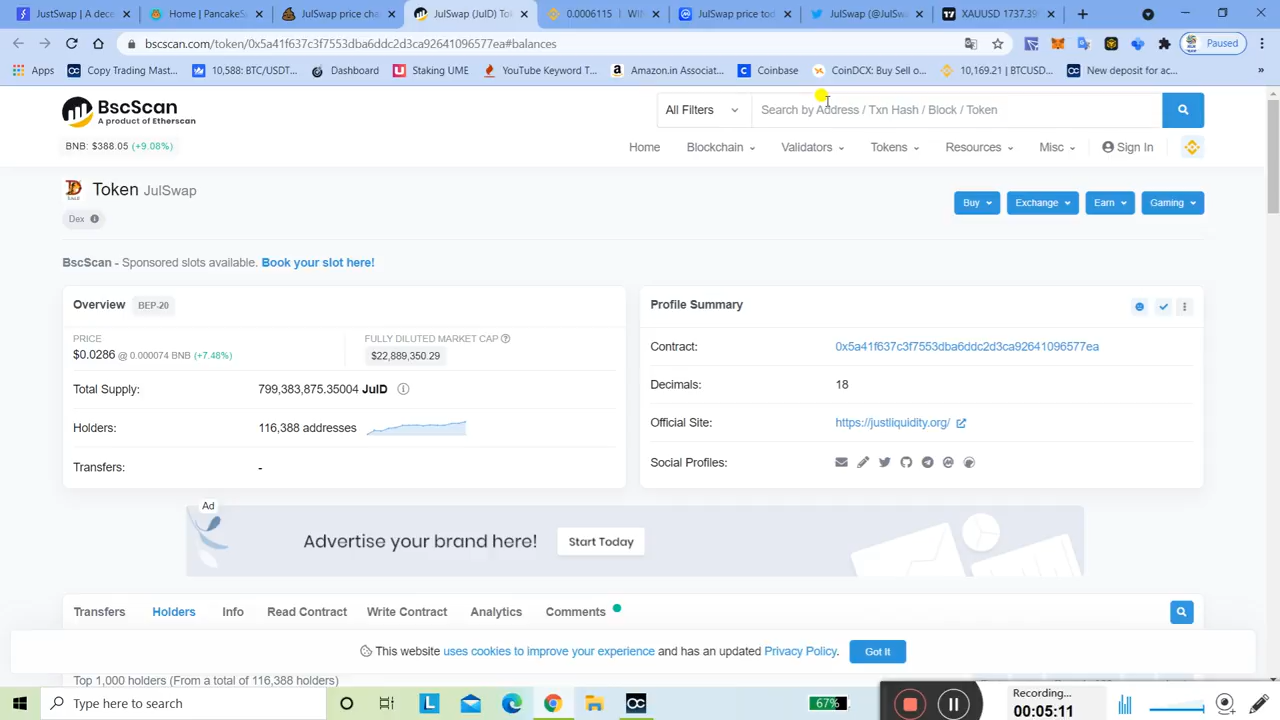 JulSwap price cha
Home | PancakeS
JulSwap price cha
JulSwap (JulD) To
0.0006115 | WIN
JulSwap price tod
JulSwap (@JulSwa
XAUUSD 1737.39
bscscan.com/token/0x5a41f637c3f7553dba6ddc2d3ca92641096577ea#balances
Paused
Apps
Copy Trading Mast...
10,588: BTC/USDT...
Dashboard
Staking UME
YouTube Keyword T...
Amazon.in Associat...
Coinbase
CoinDCX: Buy Sell o...
10,169.21 | BTCUSD...
New deposit for ac...
BscScan
A product of Etherscan
BNB: $388.05 (+9.08%)
All Filters
Search by Address / Txn Hash / Block / Token
Home
Blockchain
Validators
Tokens
Resources
Misc
Sign In
Token JulSwap
Dex
Buy
Exchange
Earn
Gaming
BscScan - Sponsored slots available. Book your slot here!
Overview BEP-20
PRICE
$0.0286 @ 0.000074 BNB (+7.48%)
FULLY DILUTED MARKET CAP
$22,889,350.29
Total Supply: 799,383,875.35004 JulD
Holders: 116,388 addresses
Transfers: -
Profile Summary
Contract: 0x5a41f637c3f7553dba6ddc2d3ca92641096577ea
Decimals: 18
Official Site: https://justliquidity.org/
Social Profiles:
Ad
Advertise your brand here!
Start Today
Transfers
Holders
Info
Read Contract
Write Contract
Analytics
Comments
This website uses cookies to improve your experience and has an updated Privacy Policy.
Got It
Top 1,000 holders (From a total of 116,388 holders)
Type here to search
67%
Recording...
00:05:11